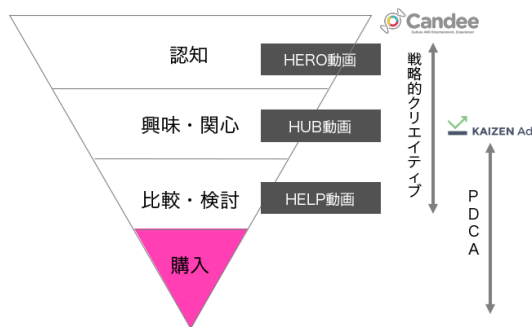 Candee
認知
HERO動画
興味・関心
HUB動画
比較・検討
HELP動画
購入
戦略的クリエイティブ
KAIZEN Ad
PDCA